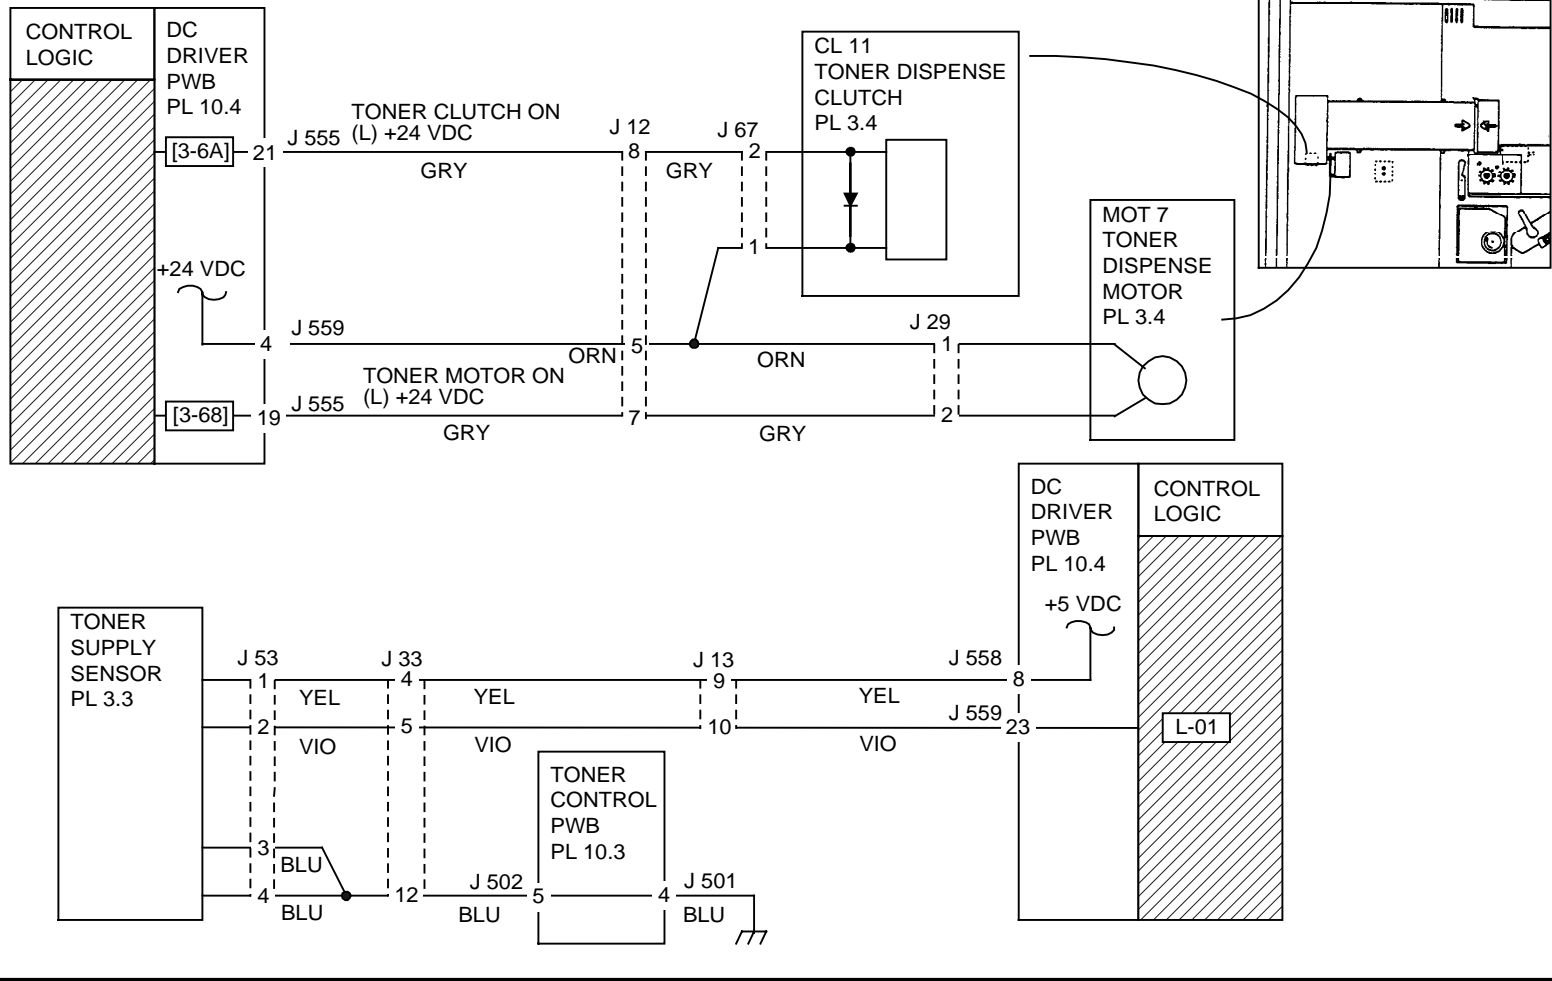 CONTROL
LOGIC
DC
DRIVER
PWB
PL 10.4
[3-6A]
21
J 555
TONER CLUTCH ON
(L) +24 VDC
GRY
J 12
8
GRY
J 67
2
1
CL 11
TONER DISPENSE
CLUTCH
PL 3.4
+24 VDC
4
J 559
ORN
5
ORN
J 29
1
MOT 7
TONER
DISPENSE
MOTOR
PL 3.4
[3-68]
19
J 555
TONER MOTOR ON
(L) +24 VDC
GRY
7
GRY
2
DC
DRIVER
PWB
PL 10.4
CONTROL
LOGIC
+5 VDC
TONER
SUPPLY
SENSOR
PL 3.3
J 53
1
YEL
J 33
4
YEL
J 13
9
YEL
J 558
8
2
VIO
5
VIO
10
VIO
J 559
23
L-01
TONER
CONTROL
PWB
PL 10.3
3
BLU
4
BLU
12
BLU
J 502
5
4
J 501
BLU